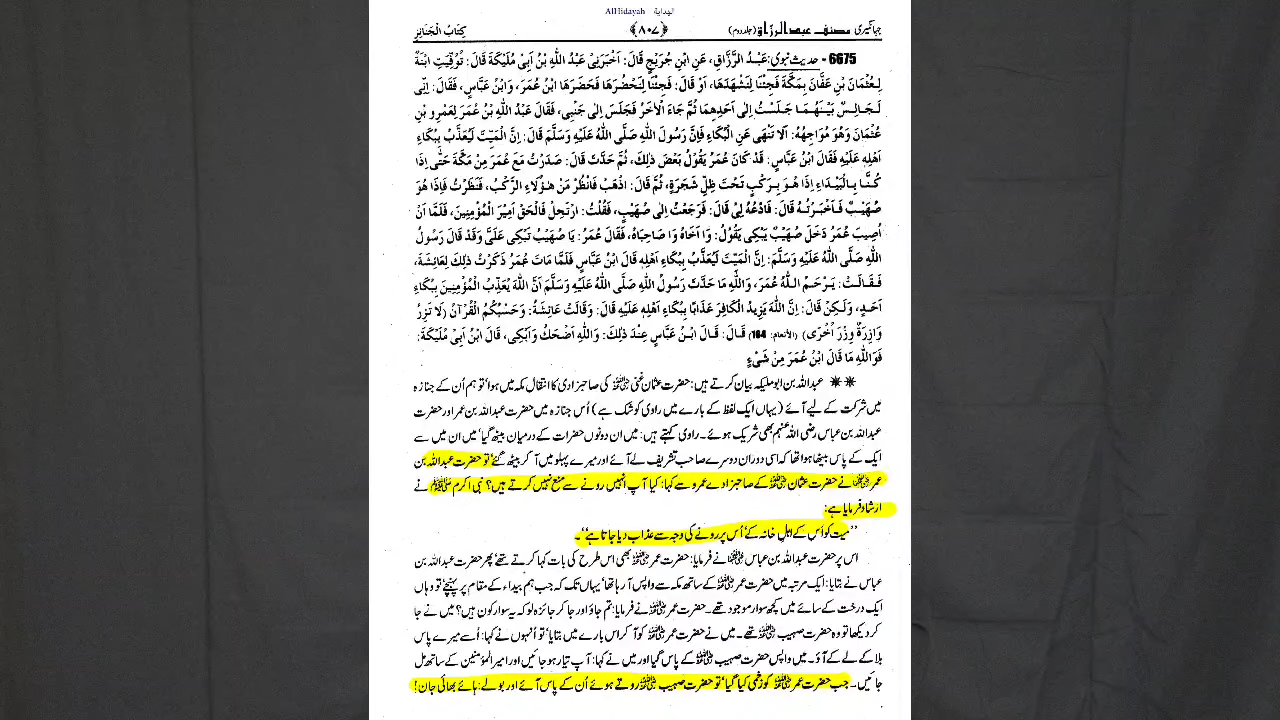 AlHidayah الهداية
جہانگیری مصنف عبدالرزاق (جلد دوم) ﴿۸۰۷﴾ كِتَابُ الْجَنَائِزِ
6675 - حدیث نبوی: عَبْدُ الرَّزَّاقِ، عَنِ ابْنِ جُرَيْجٍ قَالَ: اَخْبَرَنِي عَبْدُ اللّٰهِ بْنُ اَبِي مُلَيْكَةَ قَالَ: تُوُفِّيَتِ ابْنَةٌ
لِعُثْمَانَ بْنِ عَفَّانَ بِمَكَّةَ فَجِئْنَا لِنَشْهَدَهَا، اَوْ قَالَ: فَجِئْنَا لِنَحْضُرَهَا فَحَضَرَهَا ابْنُ عُمَرَ، وَابْنُ عَبَّاسٍ، فَقَالَ: اِنِّي
لَجَالِسٌ بَيْنَهُمَا جَلَسْتُ اِلٰى اَحَدِهِمَا ثُمَّ جَاءَ الْاٰخَرُ فَجَلَسَ اِلٰى جَنْبِي، فَقَالَ عَبْدُ اللّٰهِ بْنُ عُمَرَ لِعَمْرِو بْنِ
عُثْمَانَ وَهُوَ مُوَاجِهُهُ: اَلَا تَنْهَى عَنِ الْبُكَاءِ فَاِنَّ رَسُولَ اللّٰهِ صَلَّى اللّٰهُ عَلَيْهِ وَسَلَّمَ قَالَ: اِنَّ الْمَيِّتَ لَيُعَذَّبُ بِبُكَاءِ
اَهْلِهِ عَلَيْهِ فَقَالَ ابْنُ عَبَّاسٍ: قَدْ كَانَ عُمَرُ يَقُولُ بَعْضَ ذٰلِكَ، ثُمَّ حَدَّثَ قَالَ: صَدَرْتُ مَعَ عُمَرَ مِنْ مَكَّةَ حَتّٰى اِذَا
كُنَّا بِالْبَيْدَاءِ اِذَا هُوَ بِرَكْبٍ تَحْتَ ظِلِّ شَجَرَةٍ، ثُمَّ قَالَ: اذْهَبْ فَانْظُرْ مَنْ هٰؤُلَاءِ الرَّكْبُ، فَنَظَرْتُ فَاِذَا هُوَ
صُهَيْبٌ فَاَخْبَرْتُهُ قَالَ: فَادْعُهُ لِيْ قَالَ: فَرَجَعْتُ اِلٰى صُهَيْبٍ، فَقُلْتُ: ارْتَحِلْ فَالْحَقْ اَمِيرَ الْمُؤْمِنِينَ، فَلَمَّا اَنْ
اُصِيبَ عُمَرُ دَخَلَ صُهَيْبٌ يَبْكِي يَقُولُ: وَا اَخَاهُ وَا صَاحِبَاهُ، فَقَالَ عُمَرُ: يَا صُهَيْبُ تَبْكِي عَلَيَّ وَقَدْ قَالَ رَسُولُ
اللّٰهِ صَلَّى اللّٰهُ عَلَيْهِ وَسَلَّمَ: اِنَّ الْمَيِّتَ لَيُعَذَّبُ بِبُكَاءِ اَهْلِهِ قَالَ ابْنُ عَبَّاسٍ فَلَمَّا مَاتَ عُمَرُ ذَكَرْتُ ذٰلِكَ لِعَائِشَةَ،
فَقَالَتْ: يَرْحَمُ اللّٰهُ عُمَرَ، وَاللّٰهِ مَا حَدَّثَ رَسُولُ اللّٰهِ صَلَّى اللّٰهُ عَلَيْهِ وَسَلَّمَ اَنَّ اللّٰهَ يُعَذِّبُ الْمُؤْمِنِينَ بِبُكَاءِ
اَحَدٍ، وَلٰكِنْ قَالَ: اِنَّ اللّٰهَ يَزِيدُ الْكَافِرَ عَذَابًا بِبُكَاءِ اَهْلِهِ عَلَيْهِ قَالَ: وَقَالَتْ عَائِشَةُ: وَحَسْبُكُمُ الْقُرْآنُ (لَا تَزِرُ
وَازِرَةٌ وِزْرَ اُخْرَى) (الأنعام: 164) قَالَ: قَالَ ابْنُ عَبَّاسٍ عِنْدَ ذٰلِكَ: وَاللّٰهِ اَضْحَكَ وَاَبْكٰى، قَالَ ابْنُ اَبِي مُلَيْكَةَ:
فَوَاللّٰهِ مَا قَالَ ابْنُ عُمَرَ مِنْ شَيْءٍ
✳✳ عبداللہ بن ابوملیکہ بیان کرتے ہیں: حضرت عثمان غنی رضی اللہ عنہ کی صاحبزادی کا انتقال مکہ میں ہوا' تو ہم اُن کے جنازہ
میں شرکت کے لیے آئے (یہاں ایک لفظ کے بارے میں راوی کو شک ہے) اُس جنازہ میں حضرت عبداللہ بن عمر اور حضرت
عبداللہ بن عباس رضی اللہ عنہم بھی شریک ہوئے۔ راوی کہتے ہیں: میں ان دونوں حضرات کے درمیان بیٹھ گیا' میں ان میں سے
ایک کے پاس بیٹھا ہوا تھا کہ اسی دوران دوسرے صاحب تشریف لے آئے اور میرے پہلو میں آ کر بیٹھ گئے' تو حضرت عبداللہ بن
عمر رضی اللہ عنہما نے حضرت عثمان رضی اللہ عنہ کے صاحبزادے عمرو سے کہا: کیا آپ انہیں رونے سے منع نہیں کرتے ہیں؟ نبی اکرم صلی اللہ علیہ وسلم نے
ارشاد فرمایا ہے:
''میت کو اُس کے اہلِ خانہ کے' اُس پر رونے کی وجہ سے عذاب دیا جاتا ہے''۔
اس پر حضرت عبداللہ بن عباس رضی اللہ عنہما نے فرمایا: حضرت عمر رضی اللہ عنہ بھی اس طرح کی بات کہا کرتے تھے' پھر حضرت عبداللہ بن
عباس نے بتایا: ایک مرتبہ میں حضرت عمر رضی اللہ عنہ کے ساتھ مکہ سے واپس آ رہا تھا' یہاں تک کہ جب ہم بیداء کے مقام پر پہنچے تو وہاں
ایک درخت کے سائے میں کچھ سوار موجود تھے۔ حضرت عمر رضی اللہ عنہ نے فرمایا: تم جاؤ اور جا کر جائزہ لو کہ یہ سوار کون ہیں؟ میں نے جا
کر دیکھا تو وہ حضرت صہیب رضی اللہ عنہ تھے۔ میں نے حضرت عمر رضی اللہ عنہ کو آ کر اس بارے میں بتایا' تو اُنہوں نے کہا: اُسے میرے پاس
بلا کے لے کے آؤ۔ میں واپس حضرت صہیب رضی اللہ عنہ کے پاس گیا اور میں نے کہا: آپ تیار ہو جائیں اور امیر المؤمنین کے ساتھ مل
جائیں۔ جب حضرت عمر رضی اللہ عنہ کو زخمی کیا گیا' تو حضرت صہیب رضی اللہ عنہ روتے ہوئے اُن کے پاس آئے اور بولے: ہائے بھائی جان!